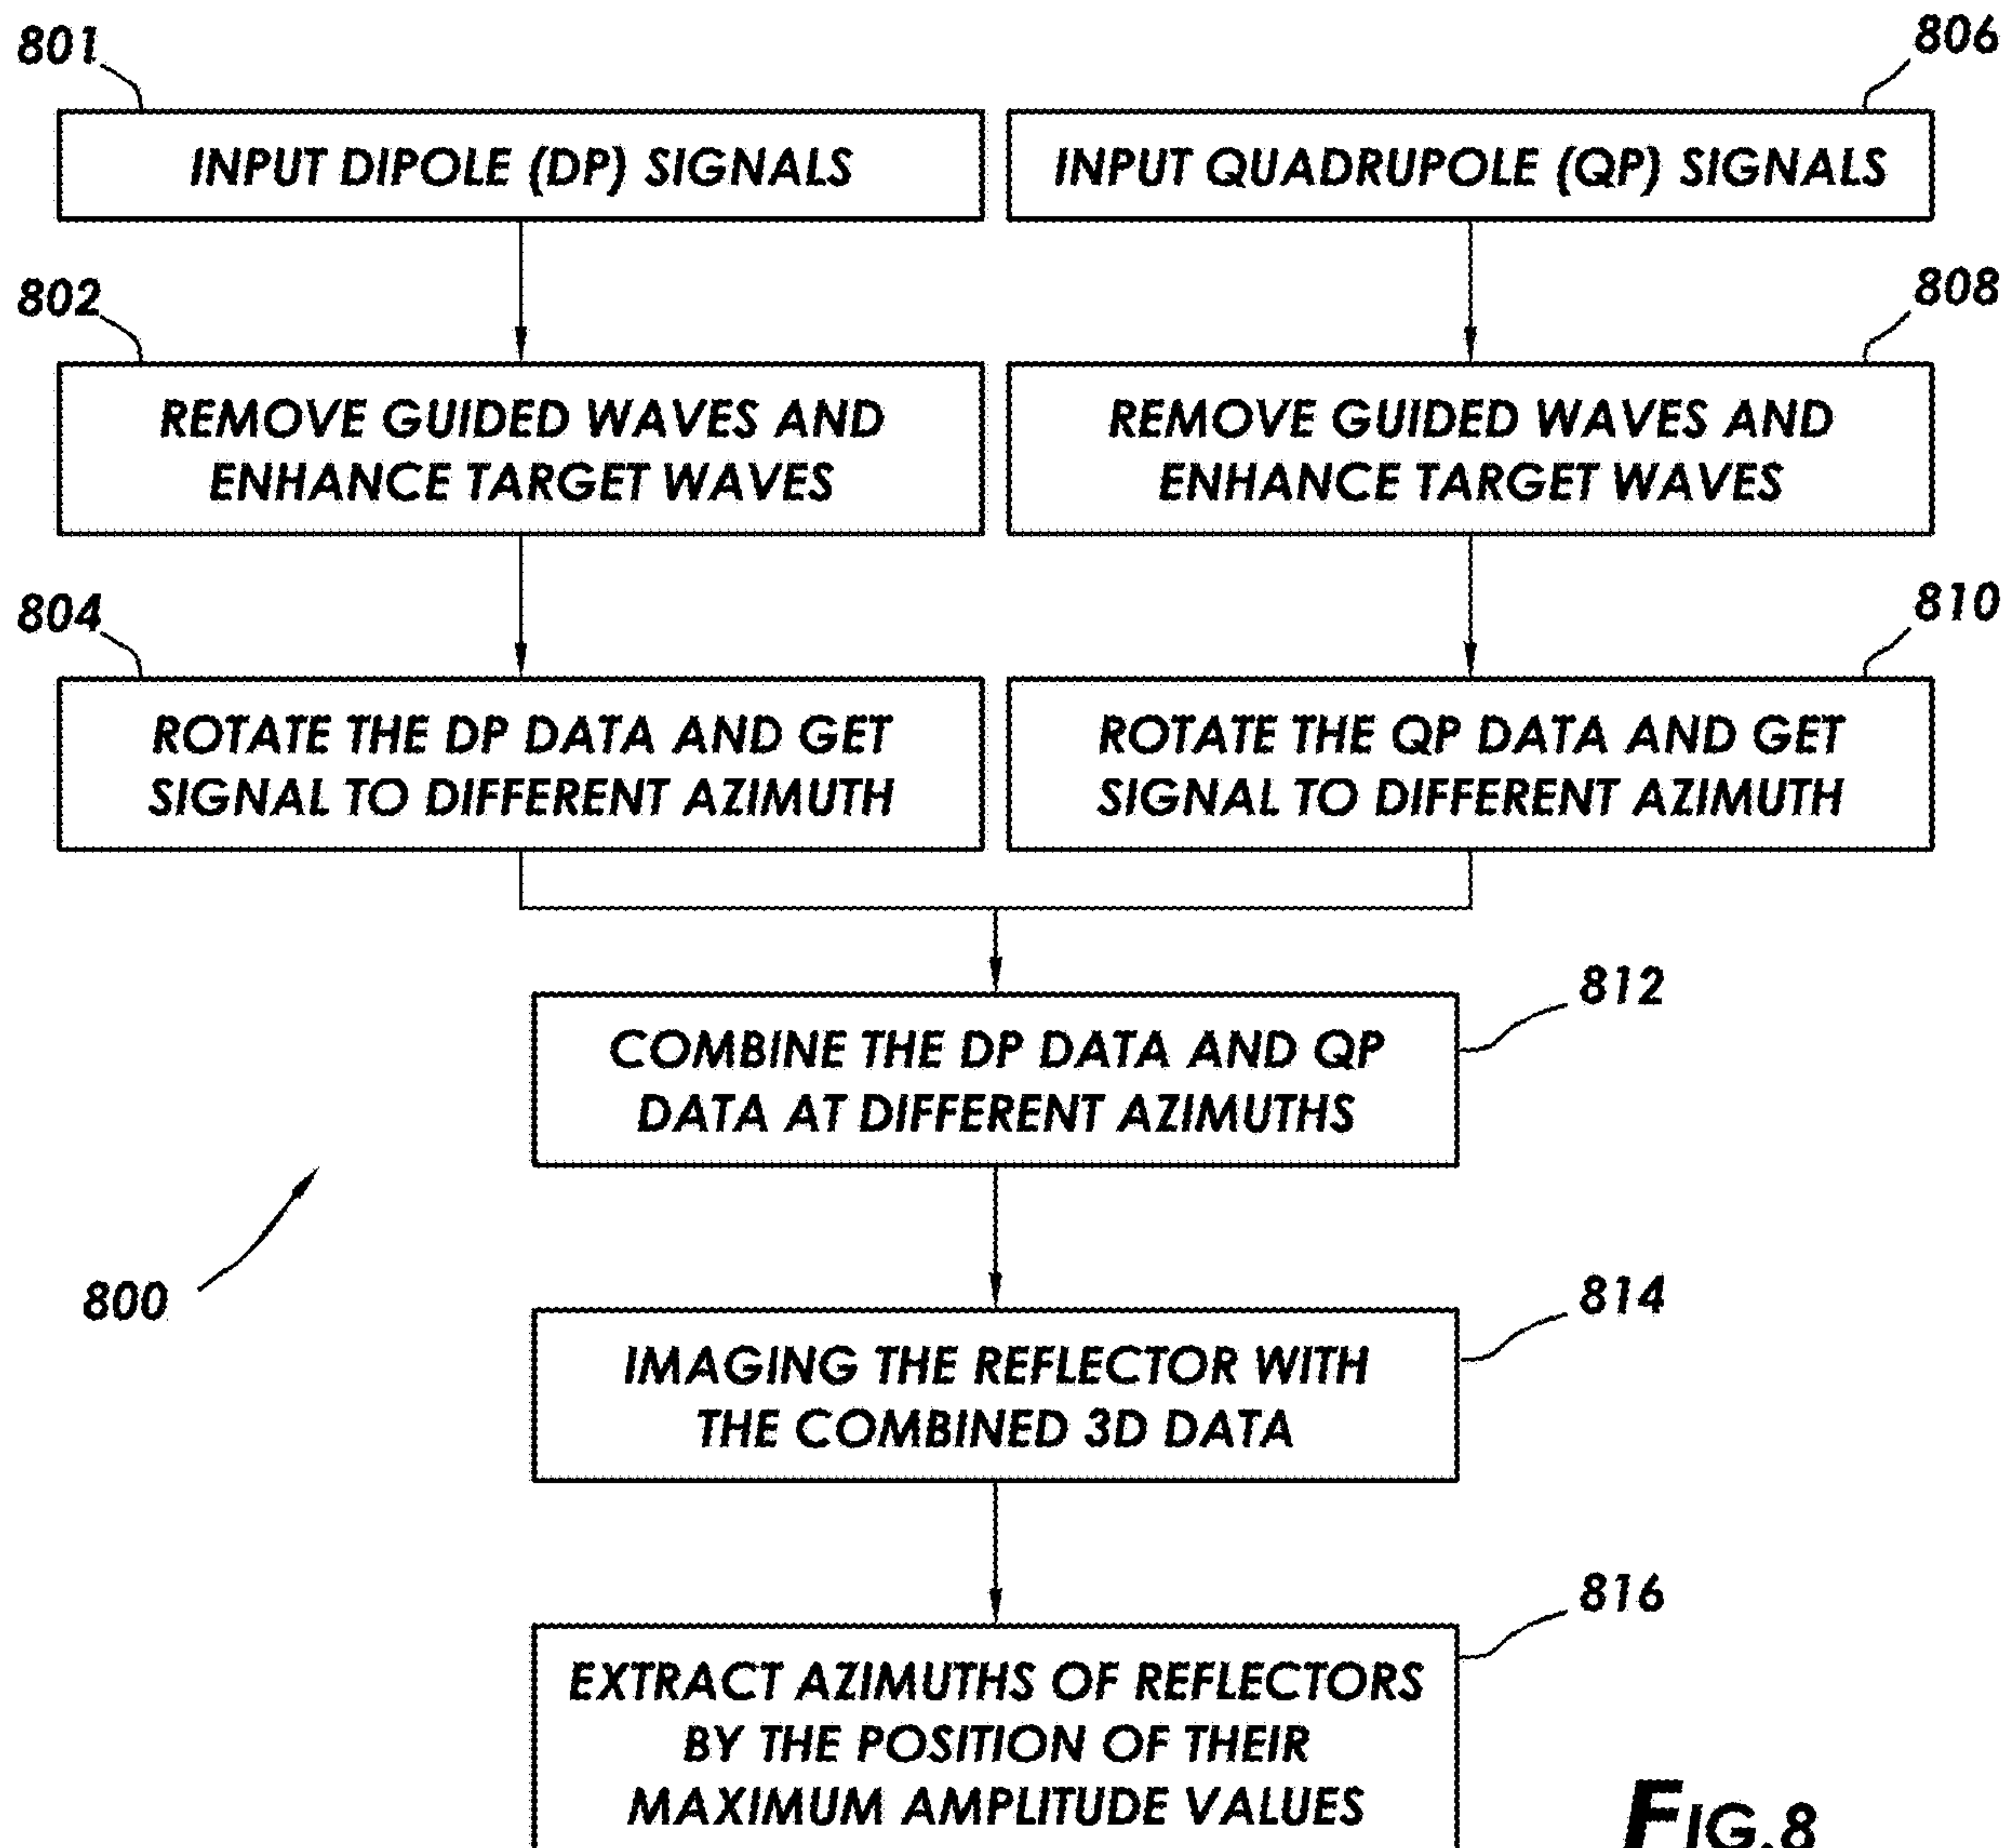 801
806
INPUT DIPOLE (DP) SIGNALS
INPUT QUADRUPOLE (QP) SIGNALS
802
808
REMOVE GUIDED WAVES AND
ENHANCE TARGET WAVES
REMOVE GUIDED WAVES AND
ENHANCE TARGET WAVES
804
810
ROTATE THE DP DATA AND GET
SIGNAL TO DIFFERENT AZIMUTH
ROTATE THE QP DATA AND GET
SIGNAL TO DIFFERENT AZIMUTH
812
COMBINE THE DP DATA AND QP
DATA AT DIFFERENT AZIMUTHS
800
814
IMAGING THE REFLECTOR WITH
THE COMBINED 3D DATA
816
EXTRACT AZIMUTHS OF REFLECTORS
BY THE POSITION OF THEIR
MAXIMUM AMPLITUDE VALUES
FIG.8